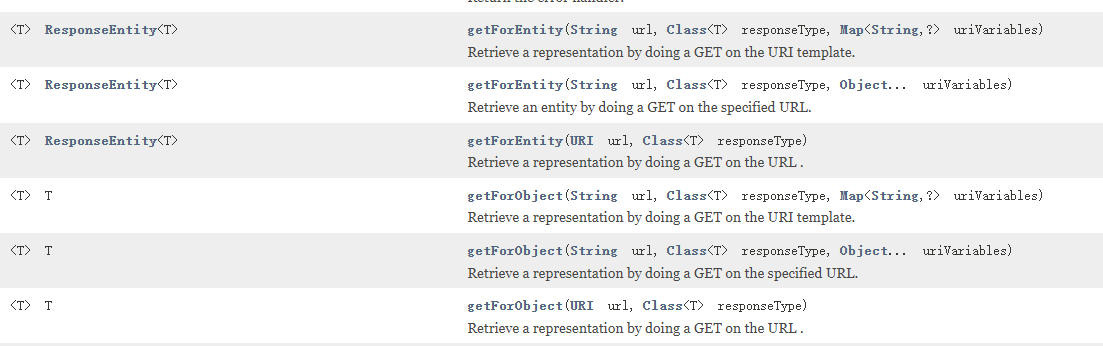 Return the error handler.
<T> ResponseEntity<T> getForEntity(String url, Class<T> responseType, Map<String,?> uriVariables)
Retrieve a representation by doing a GET on the URI template.
<T> ResponseEntity<T> getForEntity(String url, Class<T> responseType, Object... uriVariables)
Retrieve an entity by doing a GET on the specified URL.
<T> ResponseEntity<T> getForEntity(URI url, Class<T> responseType)
Retrieve a representation by doing a GET on the URL .
<T> T getForObject(String url, Class<T> responseType, Map<String,?> uriVariables)
Retrieve a representation by doing a GET on the URI template.
<T> T getForObject(String url, Class<T> responseType, Object... uriVariables)
Retrieve a representation by doing a GET on the specified URL.
<T> T getForObject(URI url, Class<T> responseType)
Retrieve a representation by doing a GET on the URL .